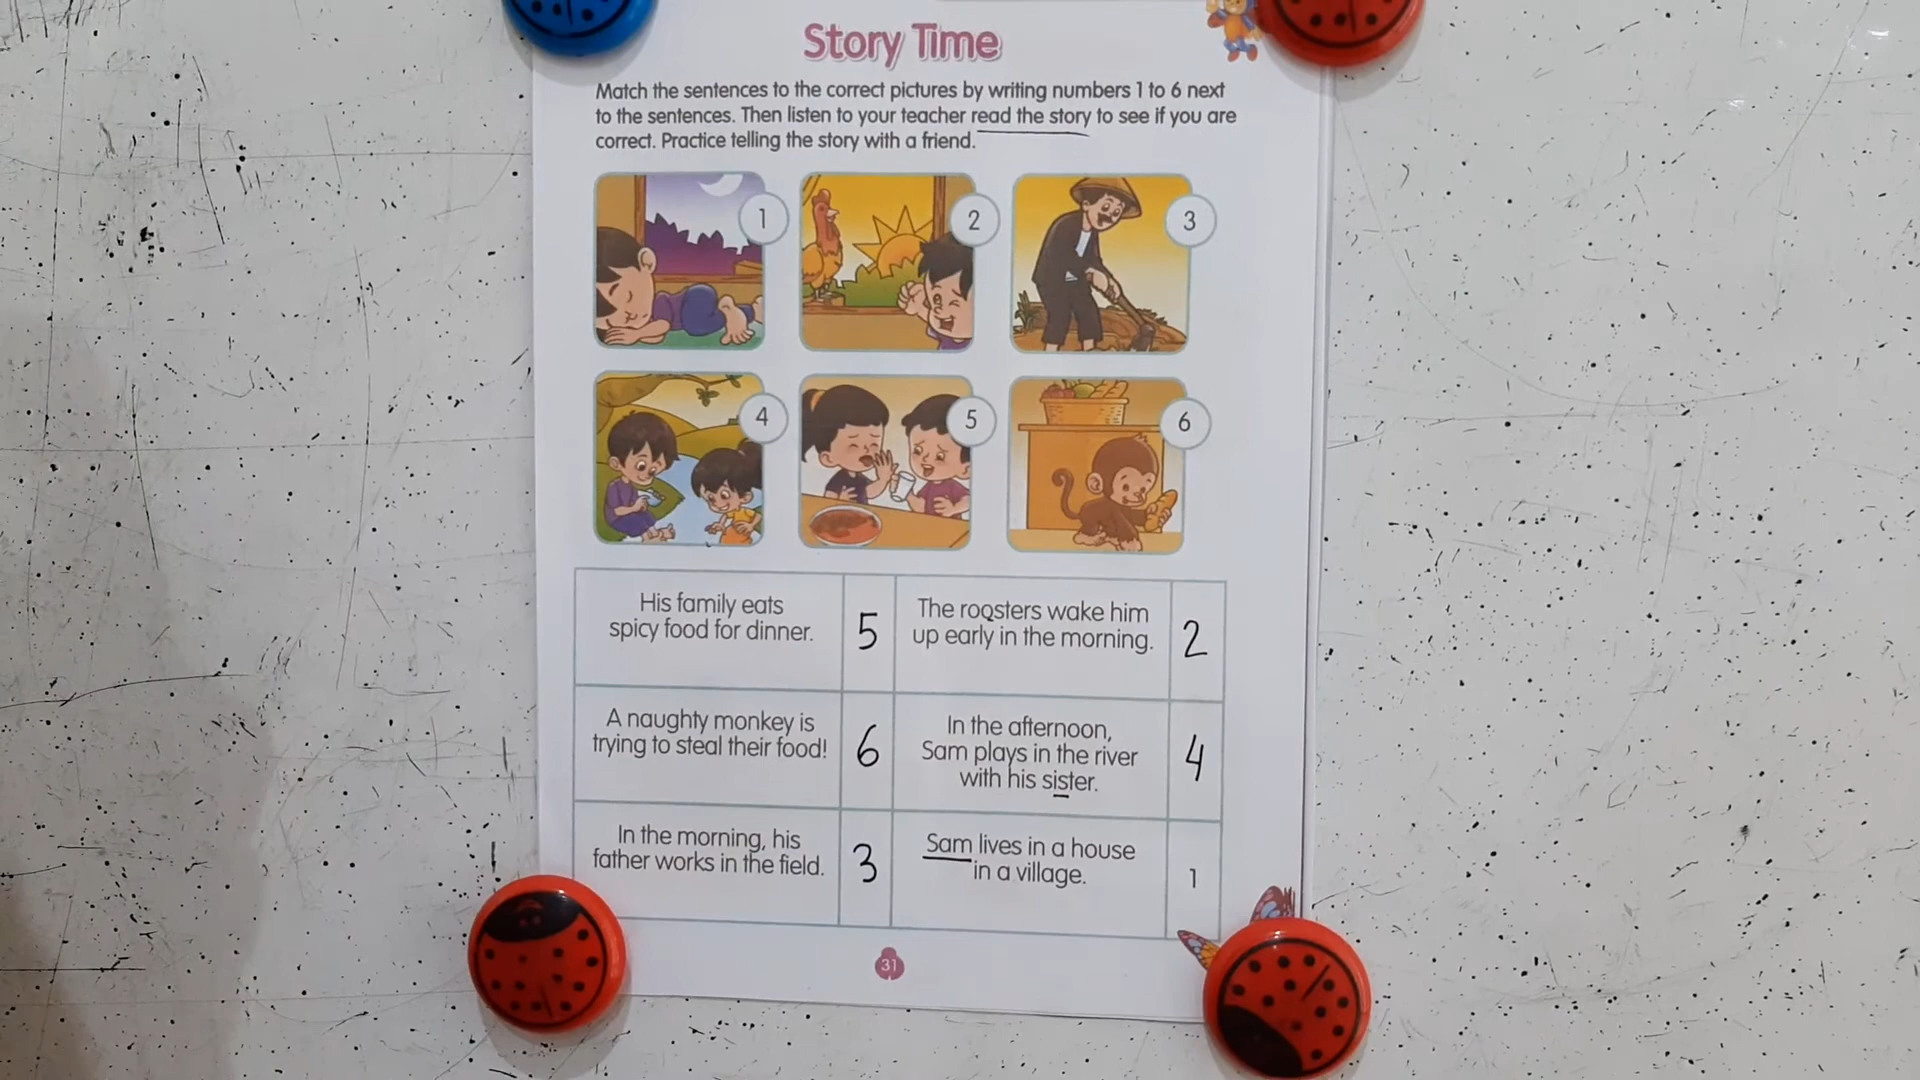 Story Time
Match the sentences to the correct pictures by writing numbers 1 to 6 next
to the sentences. Then listen to your teacher read the story to see if you are
correct. Practice telling the story with a friend.
1
2
3
4
5
6
His family eats
spicy food for dinner.
5
The roosters wake him
up early in the morning.
2
A naughty monkey is
trying to steal their food!
6
In the afternoon,
Sam plays in the river
with his sister.
4
In the morning, his
father works in the field.
3
Sam lives in a house
in a village.
1
31